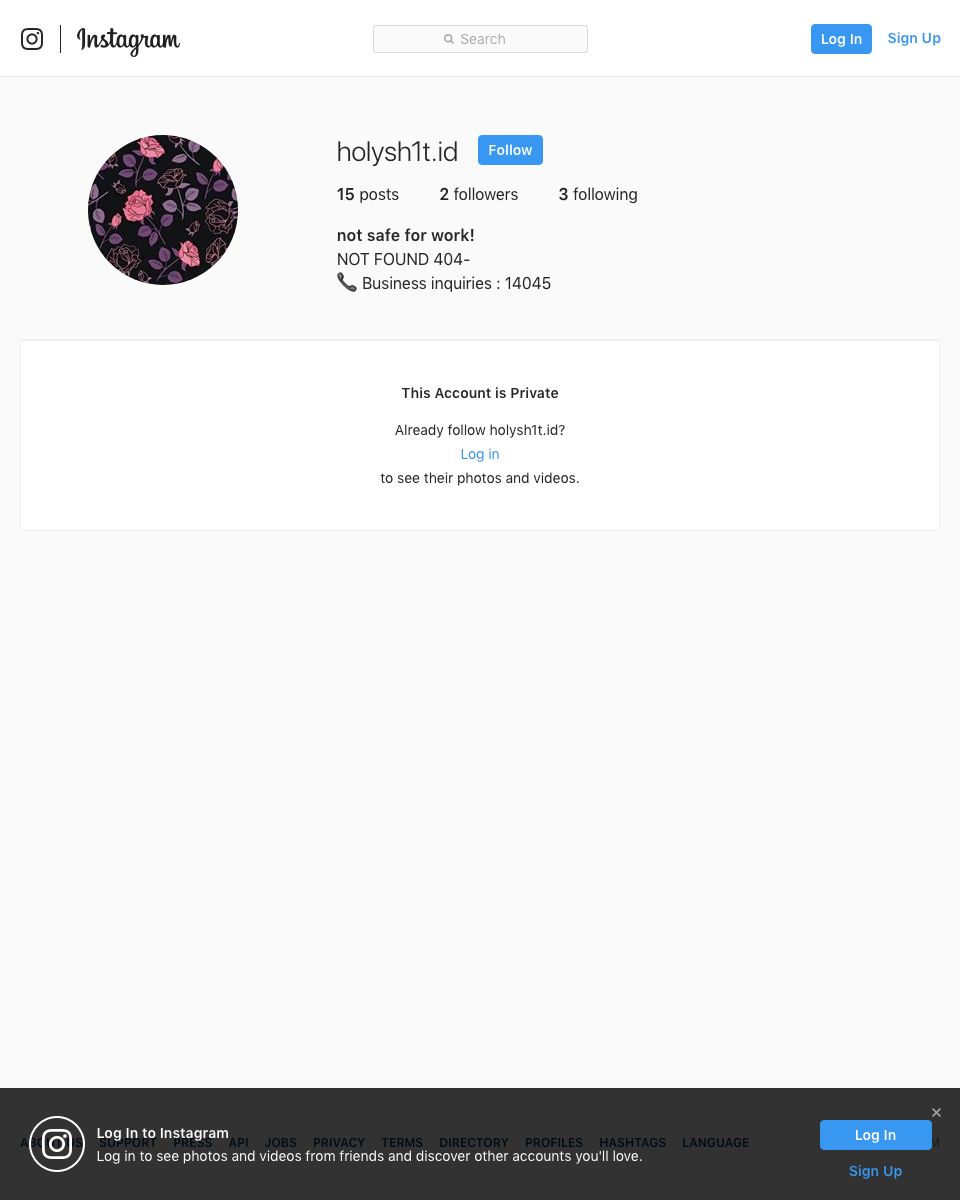 Instagram
Search
Log In
Sign Up
holysh1t.id
Follow
15 posts 2 followers 3 following
not safe for work!
NOT FOUND 404-
📞 Business inquiries : 14045
This Account is Private
Already follow holysh1t.id?
Log in
to see their photos and videos.
Log In to Instagram
SUPPORT PRESS API JOBS PRIVACY TERMS DIRECTORY PROFILES HASHTAGS LANGUAGE
Log in to see photos and videos from friends and discover other accounts you'll love.
×
Log In
Sign Up